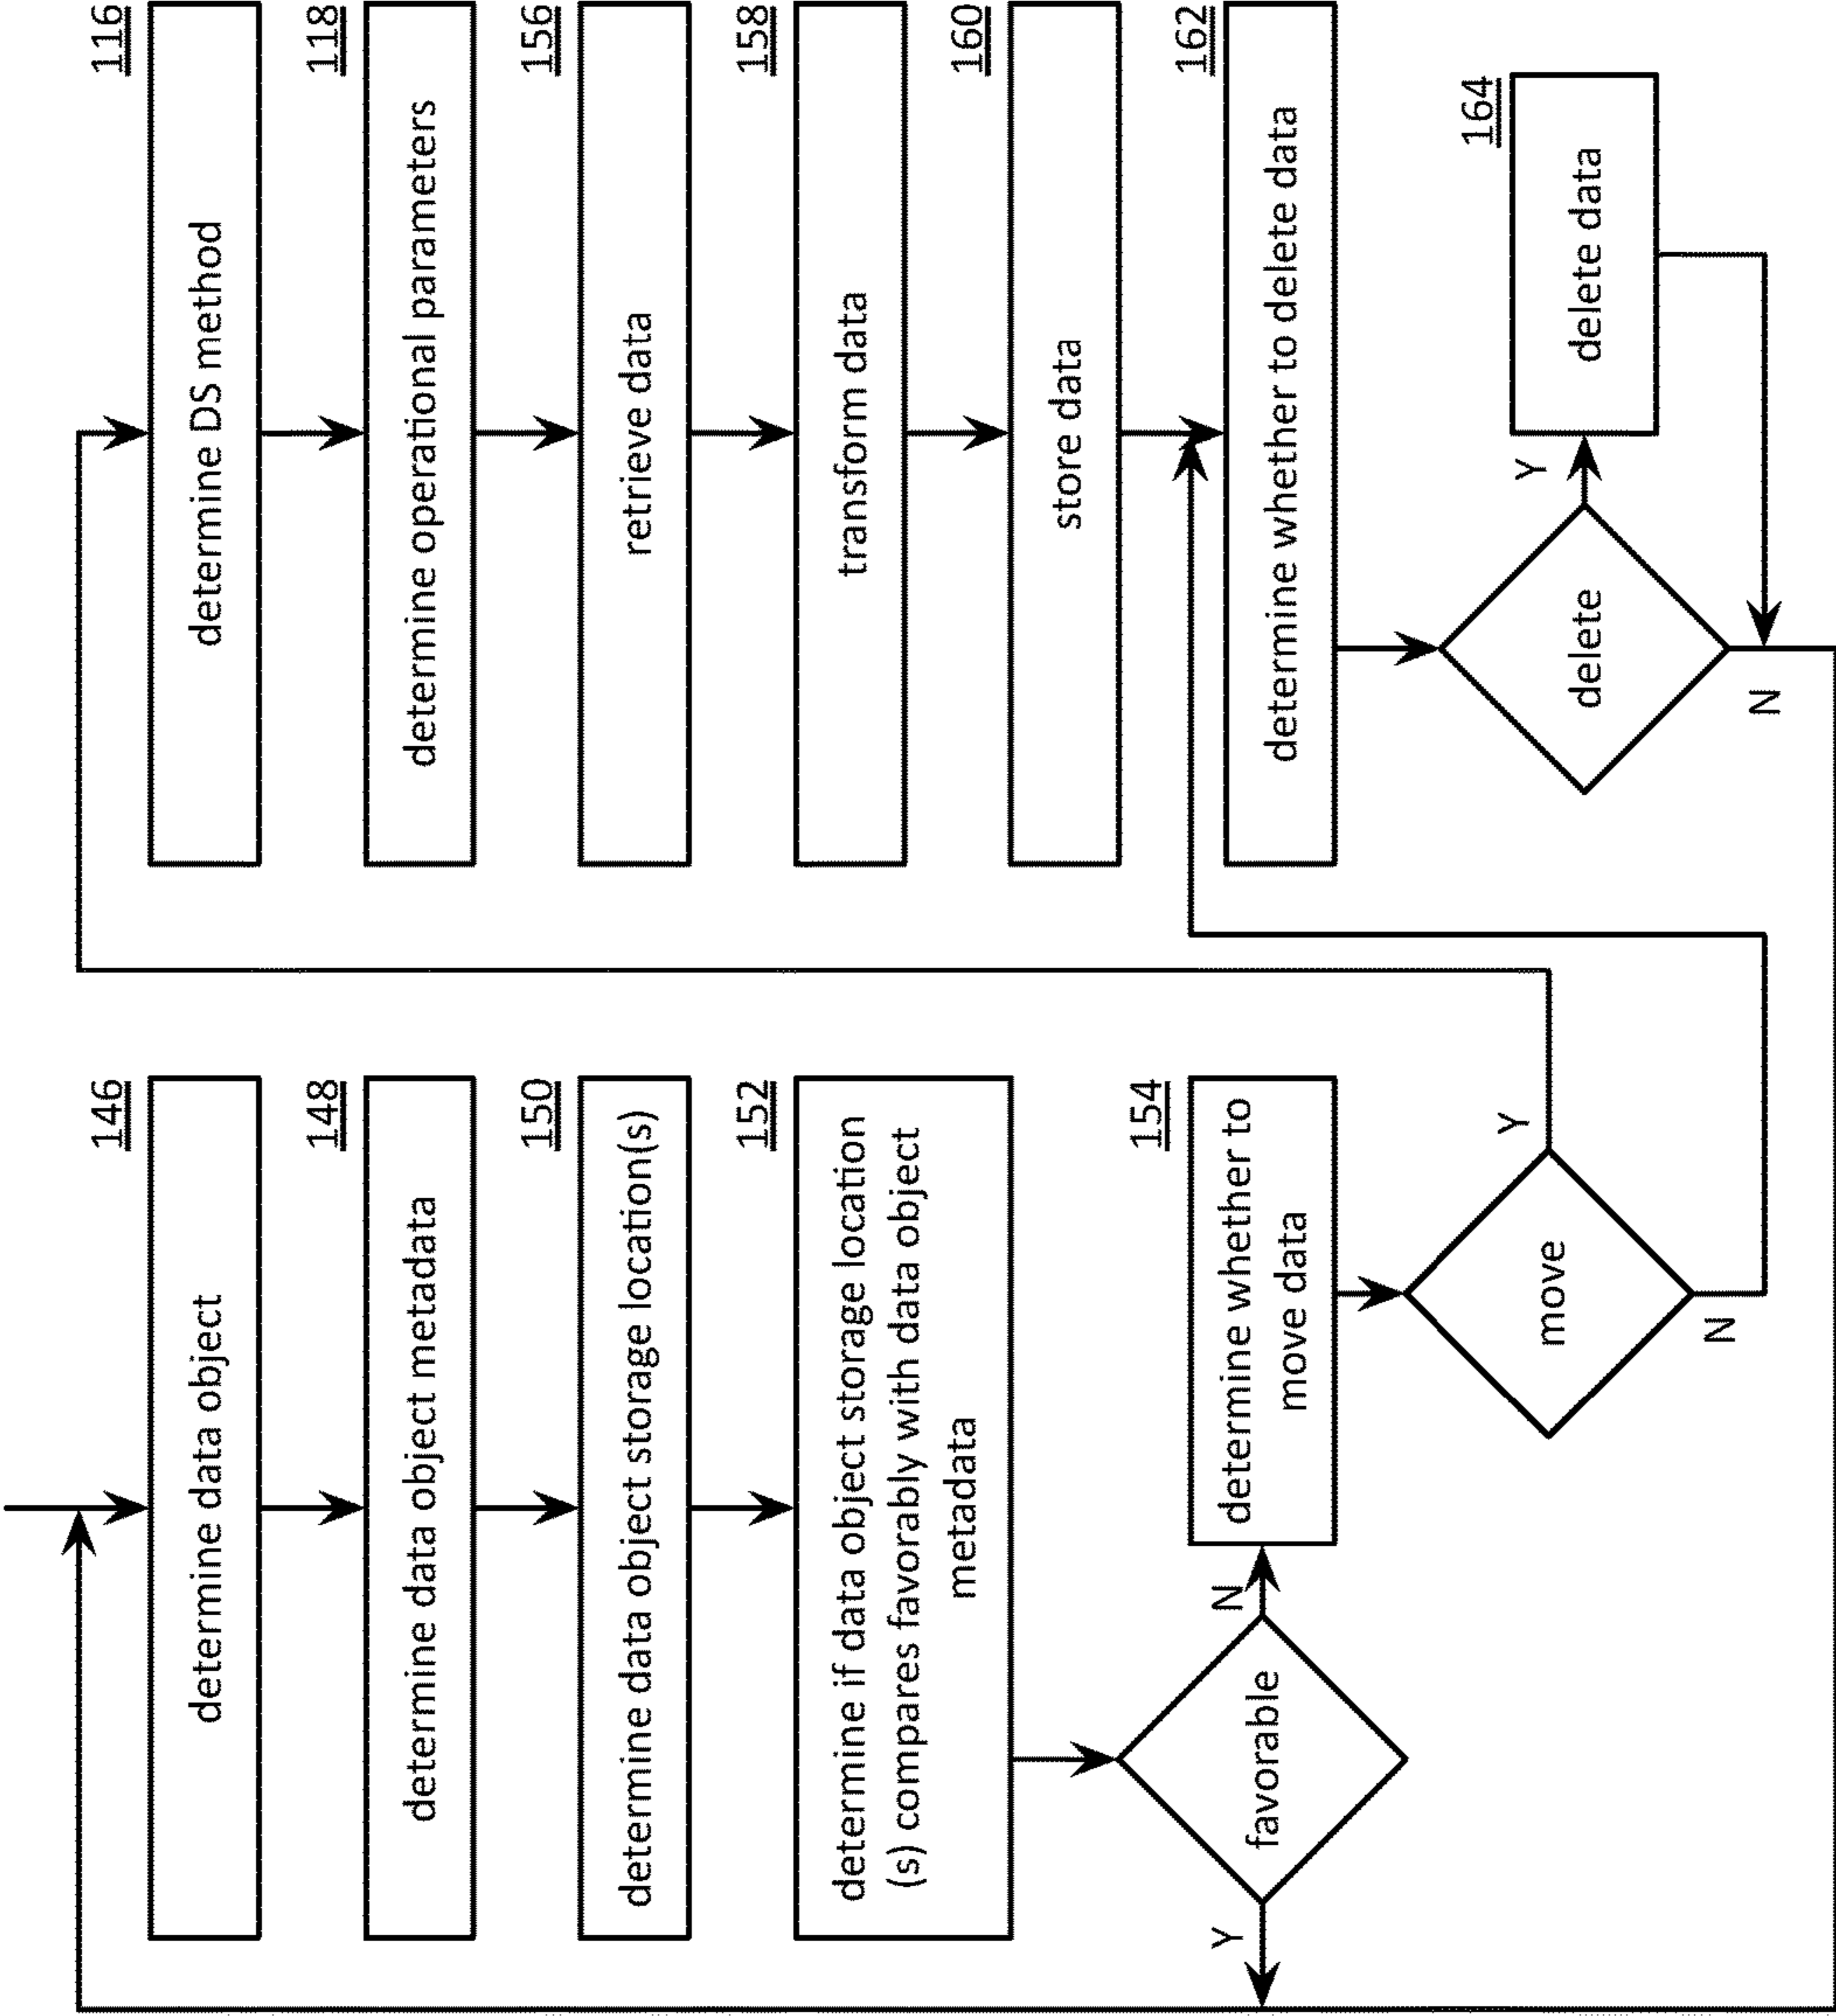 146
determine data object
148
determine data object metadata
150
determine data object storage location(s)
152
determine if data object storage location
(s) compares favorably with data object
metadata
favorable
Y
N
154
determine whether to
move data
move
Y
N
116
determine DS method
118
determine operational parameters
156
retrieve data
158
transform data
160
store data
162
determine whether to delete data
delete
Y
N
164
delete data